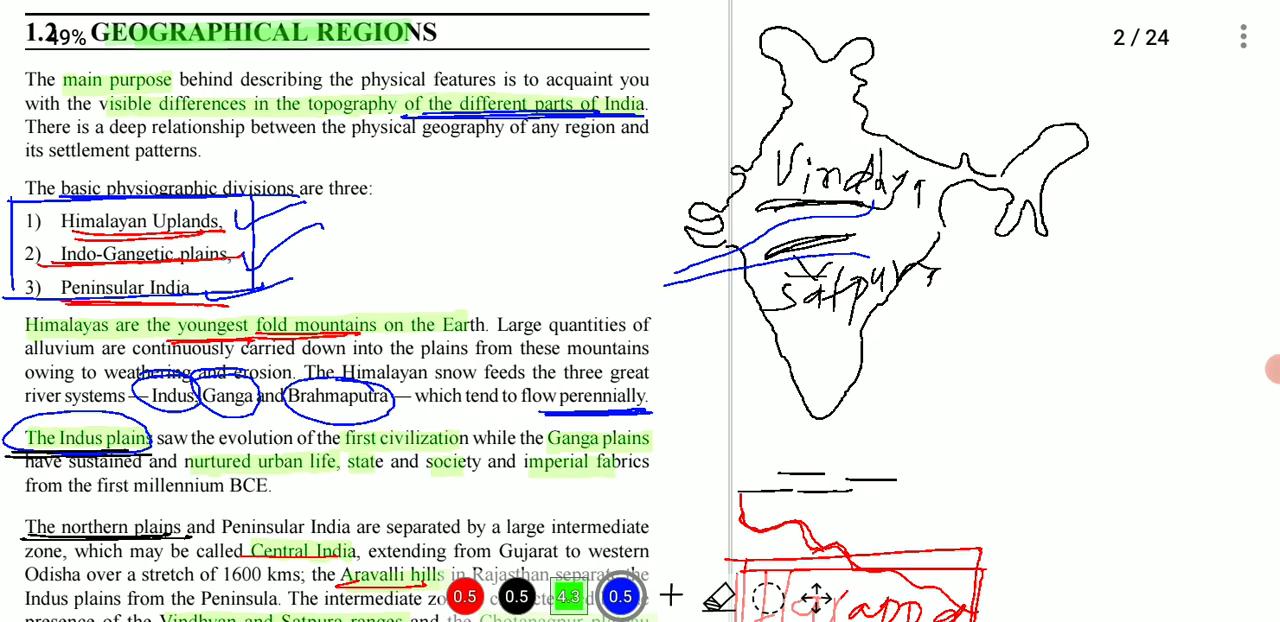 1.2 GEOGRAPHICAL REGIONS
49%
2 / 24
The main purpose behind describing the physical features is to acquaint you
with the visible differences in the topography of the different parts of India.
There is a deep relationship between the physical geography of any region and
its settlement patterns.
The basic physiographic divisions are three:
1) Himalayan Uplands,
2) Indo-Gangetic plains,
3) Peninsular India.
Himalayas are the youngest fold mountains on the Earth. Large quantities of
alluvium are continuously carried down into the plains from these mountains
owing to weathering and erosion. The Himalayan snow feeds the three great
river systems — Indus, Ganga and Brahmaputra — which tend to flow perennially.
The Indus plains saw the evolution of the first civilization while the Ganga plains
have sustained and nurtured urban life, state and society and imperial fabrics
from the first millennium BCE.
The northern plains and Peninsular India are separated by a large intermediate
zone, which may be called Central India, extending from Gujarat to western
Odisha over a stretch of 1600 kms; the Aravalli hills in Rajasthan separate the
Indus plains from the Peninsula. The intermediate
presence of the Vindhyan and Satpura ranges and the Chotanagpur
Vindhya
Satpura
0.5
0.5
4.3
0.5